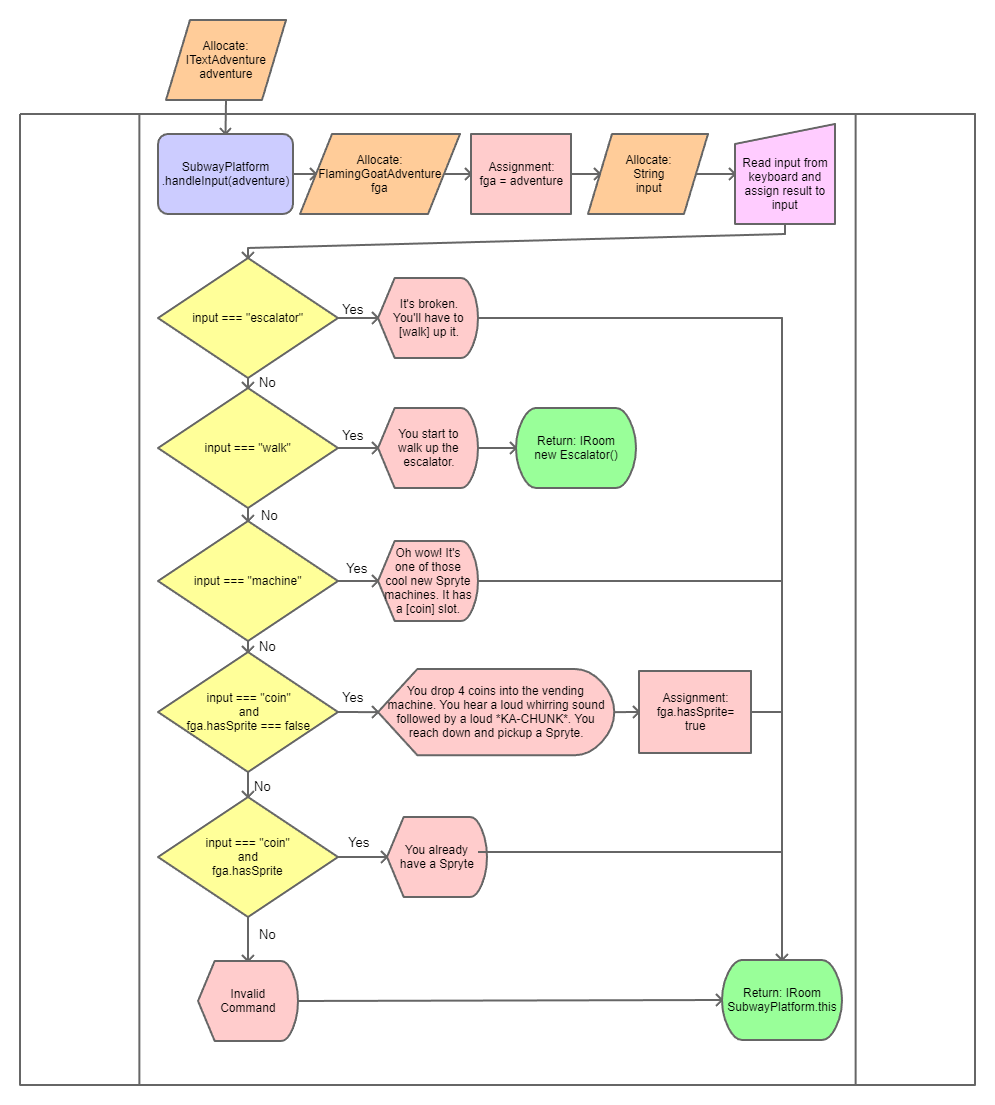 Allocate:
ITextAdventure
adventure
SubwayPlatform
.handleInput(adventure)
Allocate:
FlamingGoatAdventure
fga
Assignment:
fga = adventure
Allocate:
String
input
Read input from
keyboard and
assign result to
input
input === "escalator"
Yes
It's broken.
You'll have to
[walk] up it.
No
input === "walk"
Yes
You start to
walk up the
escalator.
Return: IRoom
new Escalator()
No
input === "machine"
Yes
Oh wow! It's
one of those
cool new Spryte
machines. It has
a [coin] slot.
No
input === "coin"
and
fga.hasSprite === false
Yes
You drop 4 coins into the vending
machine. You hear a loud whirring sound
followed by a loud *KA-CHUNK*. You
reach down and pickup a Spryte.
Assignment:
fga.hasSprite=
true
No
input === "coin"
and
fga.hasSprite
Yes
You already
have a Spryte
No
Invalid
Command
Return: IRoom
SubwayPlatform.this